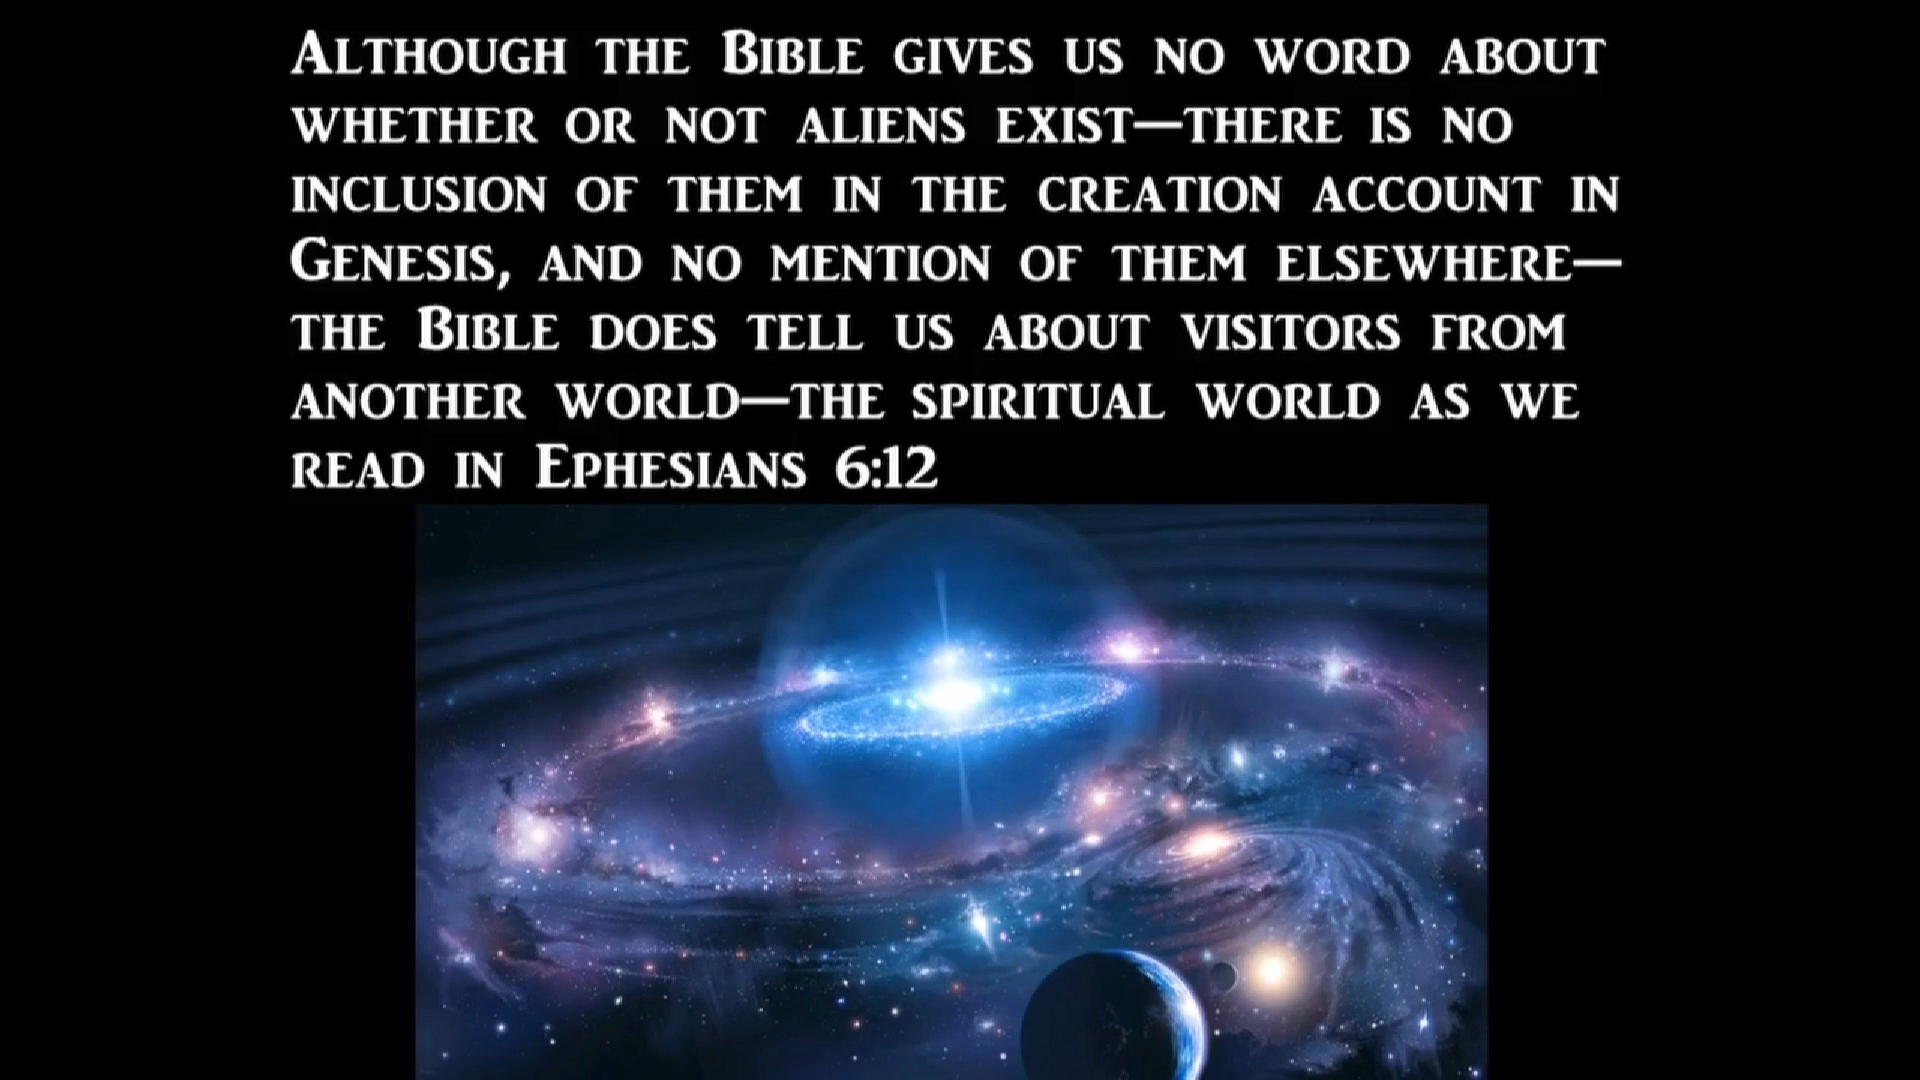 Although the Bible gives us no word about
whether or not aliens exist—there is no
inclusion of them in the creation account in
Genesis, and no mention of them elsewhere—
the Bible does tell us about visitors from
another world—the spiritual world as we
read in Ephesians 6:12